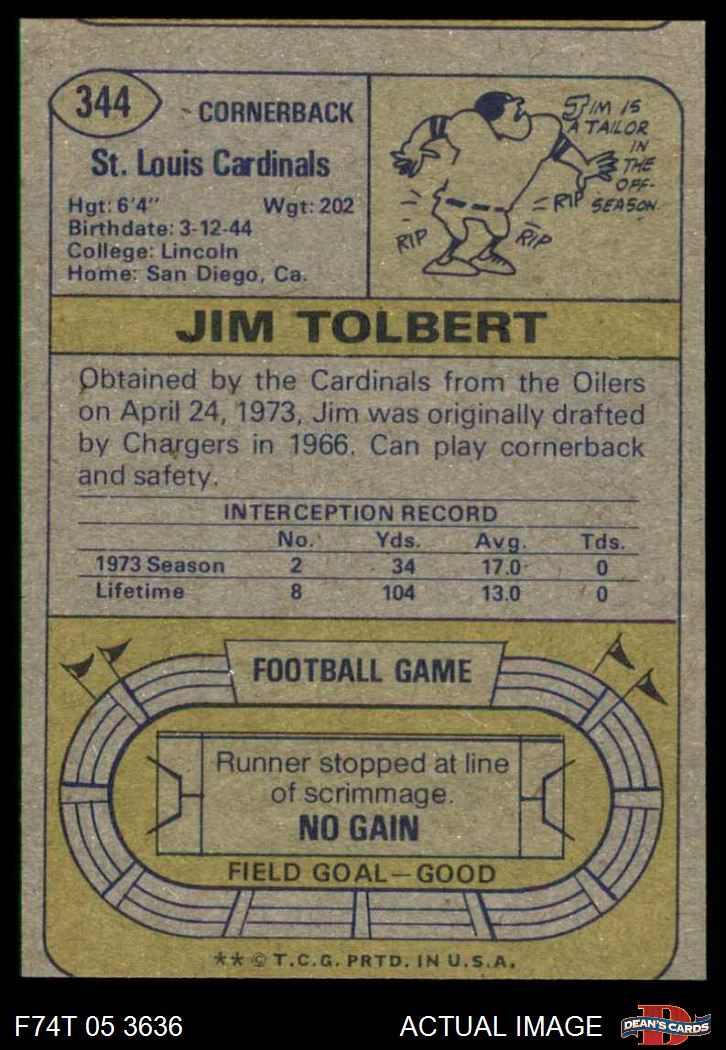 344
CORNERBACK
St. Louis Cardinals
Hgt: 6'4" Wgt: 202
Birthdate: 3-12-44
College: Lincoln
Home: San Diego, Ca.
JIM IS
A TAILOR
IN
THE
OFF-
SEASON.
RIP
RIP
RIP
JIM TOLBERT
Obtained by the Cardinals from the Oilers
on April 24, 1973, Jim was originally drafted
by Chargers in 1966. Can play cornerback
and safety.
INTERCEPTION RECORD
No. Yds. Avg. Tds.
1973 Season 2 34 17.0 0
Lifetime 8 104 13.0 0
FOOTBALL GAME
Runner stopped at line
of scrimmage.
NO GAIN
FIELD GOAL—GOOD
** © T.C.G. PRTD. IN U.S.A.
F74T 05 3636 ACTUAL IMAGE
D
DEAN'S CARDS